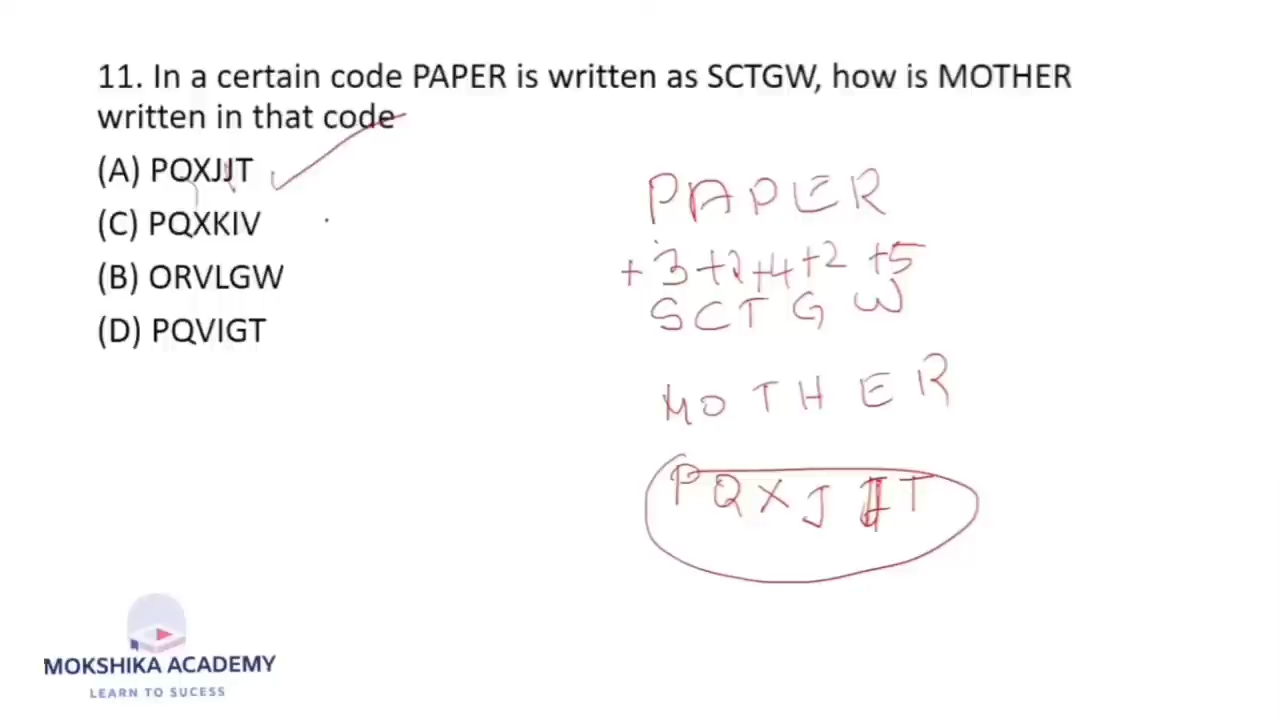 11. In a certain code PAPER is written as SCTGW, how is MOTHER
written in that code
(A) PQXJJT
(C) PQXKIV
(B) ORVLGW
(D) PQVIGT
PAPER
+3+2+4+2 +5
SCTGW
MOTHER
PQXJJT
MOKSHIKA ACADEMY
LEARN TO SUCESS